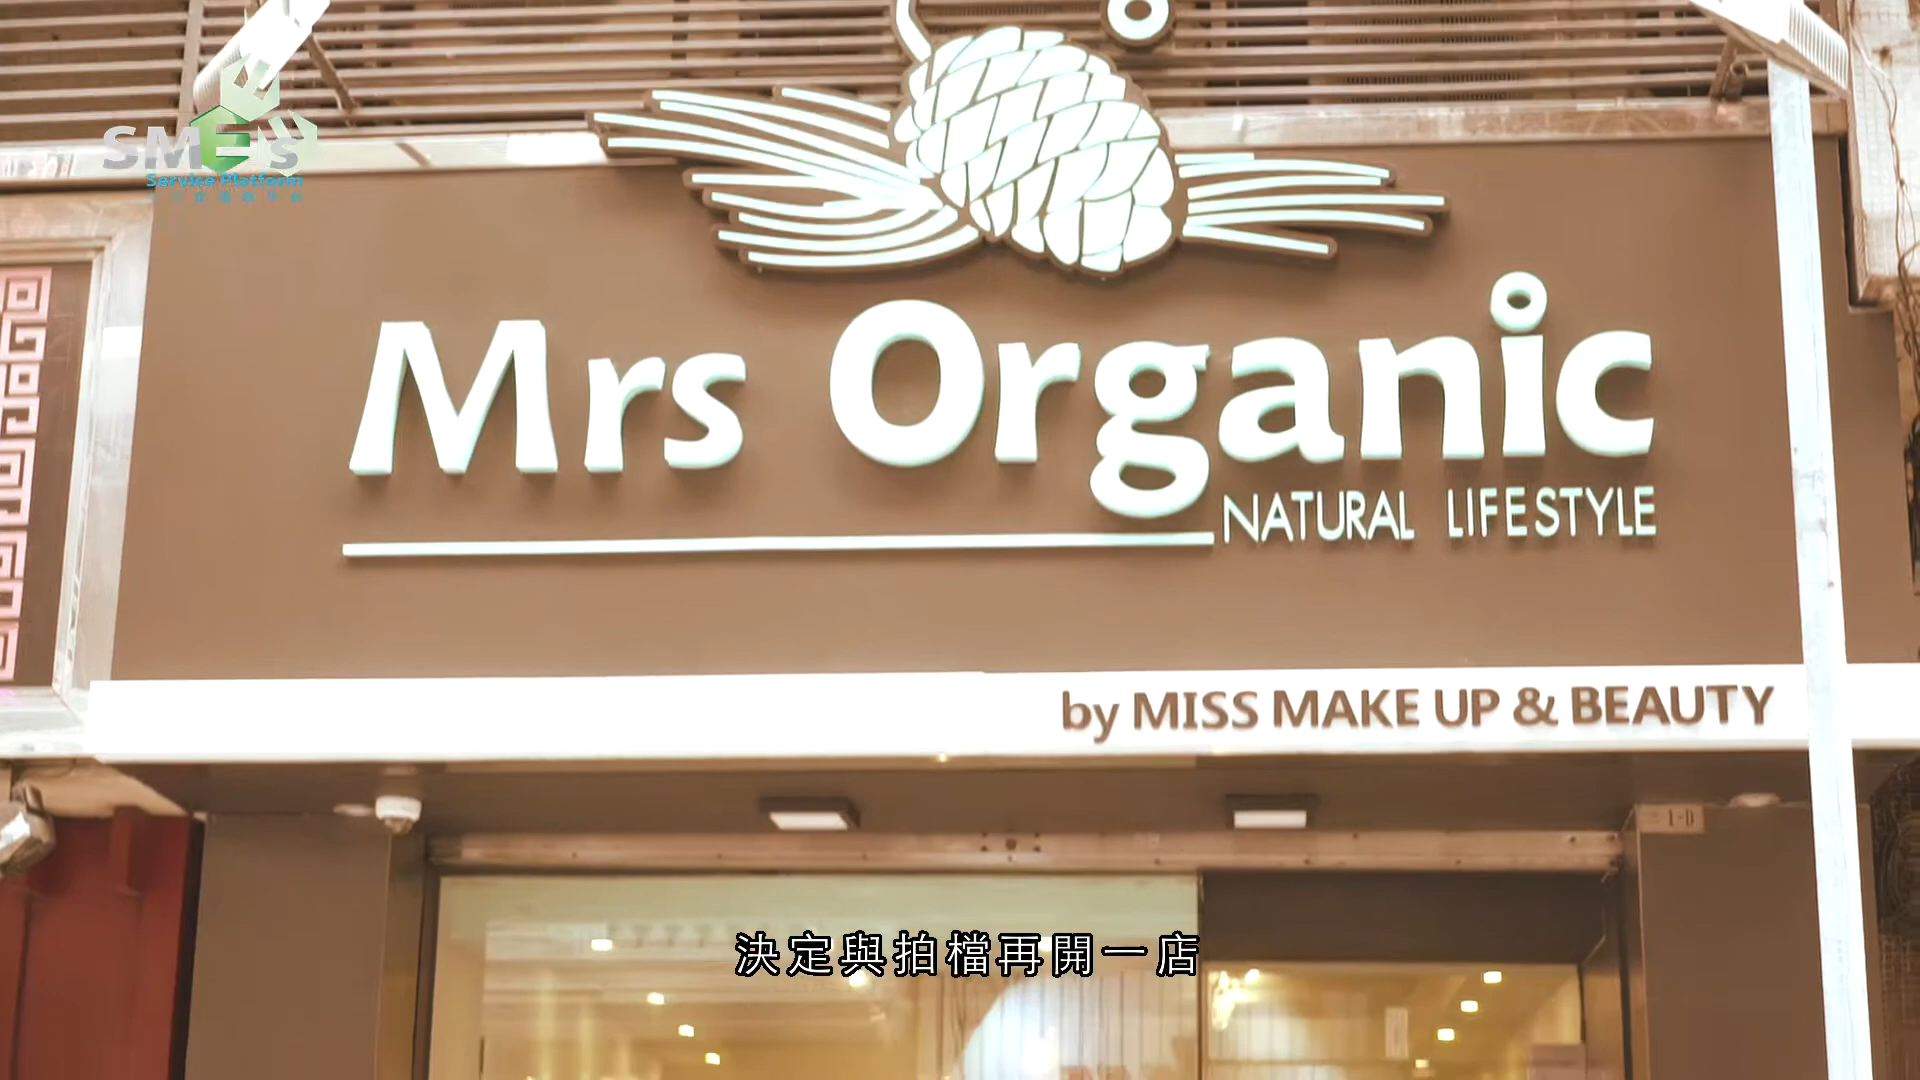 SMEs
Service Platform
Mrs Organic
NATURAL LIFESTYLE
by MISS MAKE UP & BEAUTY
1-D
決定與拍檔再開一店